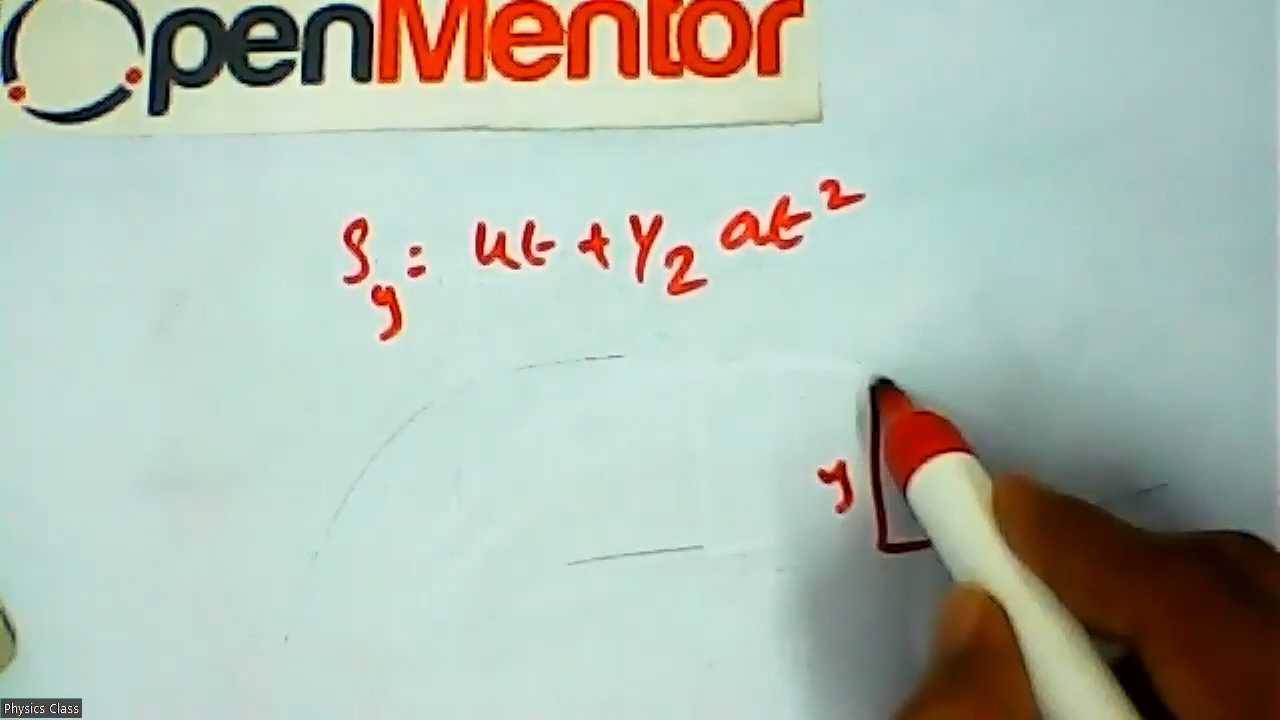 OpenMentor
Sy = ut + 1/2 at²
y
Physics Class